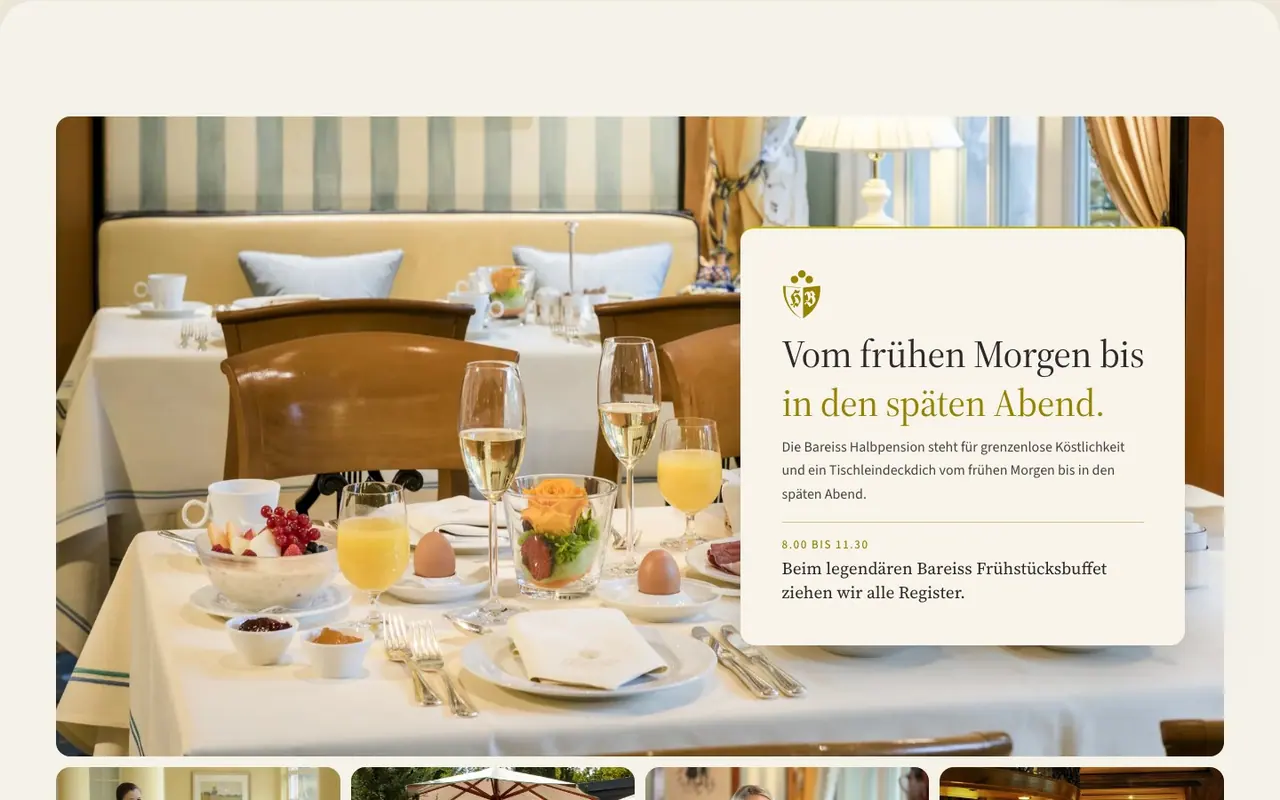 HB
Vom frühen Morgen bis
in den späten Abend.
Die Bareiss Halbpension steht für grenzenlose Köstlichkeit
und ein Tischleindeckdich vom frühen Morgen bis in den
späten Abend.
8.00 BIS 11.30
Beim legendären Bareiss Frühstücksbuffet
ziehen wir alle Register.